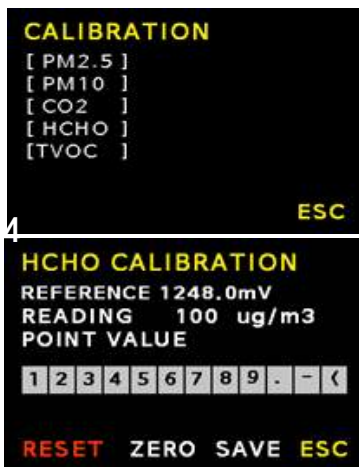 CALIBRATION
[ PM2.5 ]
[ PM10 ]
[ CO2 ]
[ HCHO ]
[TVOC ]
ESC
4
HCHO CALIBRATION
REFERENCE 1248.0mV
READING 100 ug/m3
POINT VALUE
1 2 3 4 5 6 7 8 9 . - (
RESET ZERO SAVE ESC